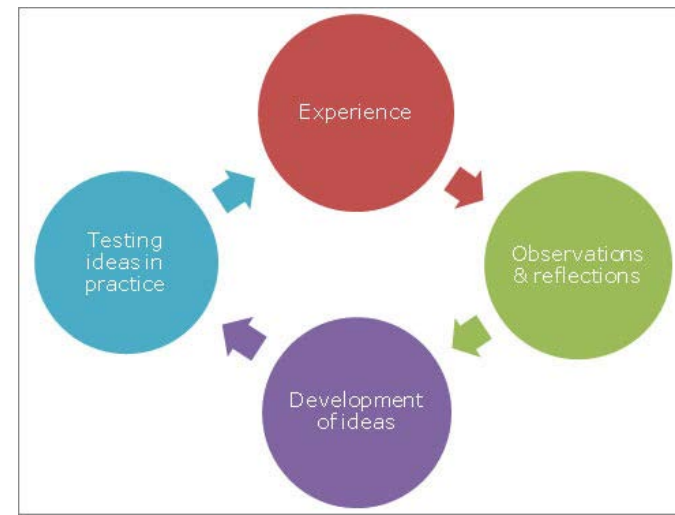 Experience
Observations
& reflections
Development
of ideas
Testing
ideas in
practice